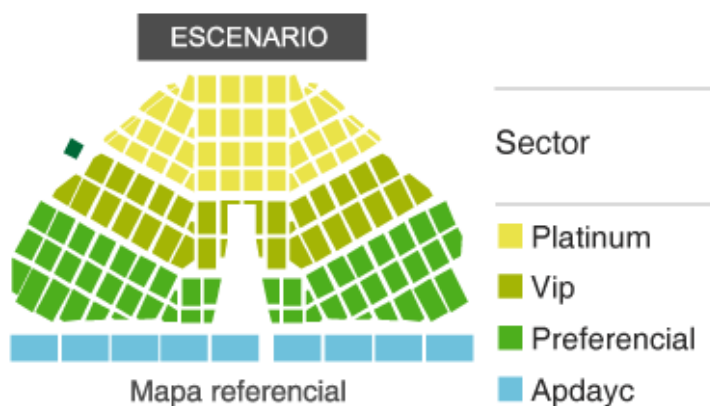 ESCENARIO
Sector
Platinum
Vip
Preferencial
Apdayc
Mapa referencial